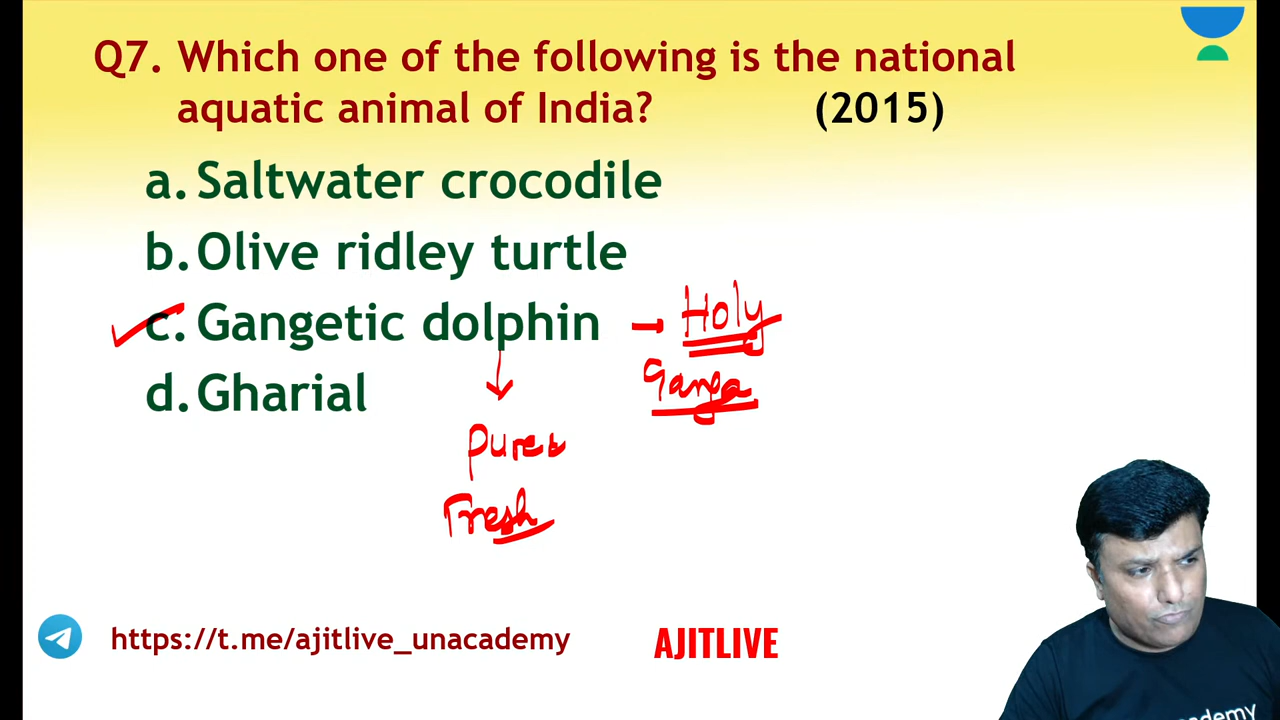 Q7. Which one of the following is the national
aquatic animal of India? (2015)
a. Saltwater crocodile
b. Olive ridley turtle
c. Gangetic dolphin – Holy
Ganga
d. Gharial
Fresh
https://t.me/ajitlive_unacademy AJITLIVE